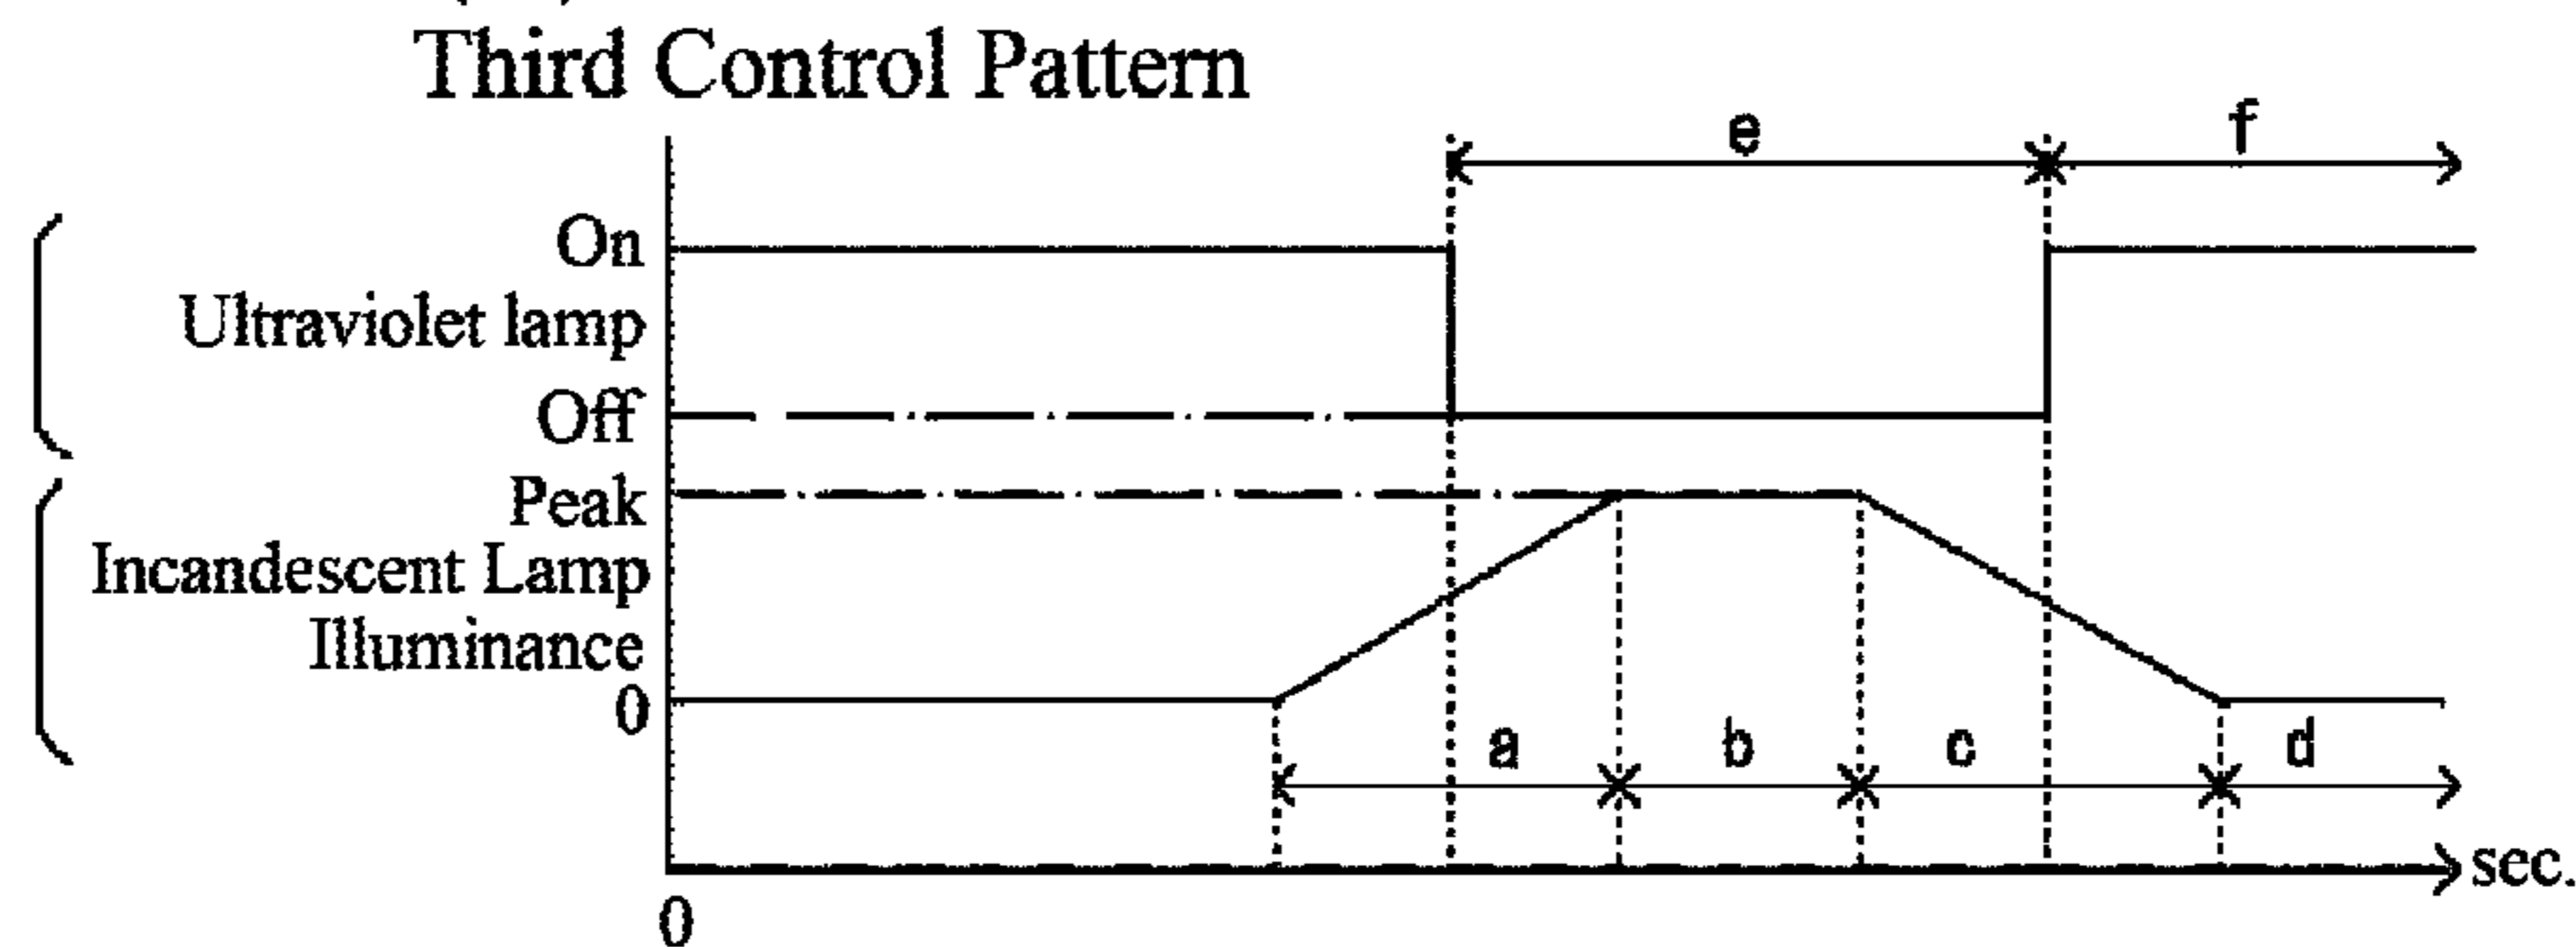 Third Control Pattern
e f
On
Ultraviolet lamp
Off
Peak
Incandescent Lamp
Illuminance
0
a b c d
sec.
0